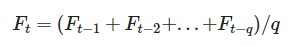 F_t = (F_{t−1} + F_{t−2}+...+F_{t−q})/q